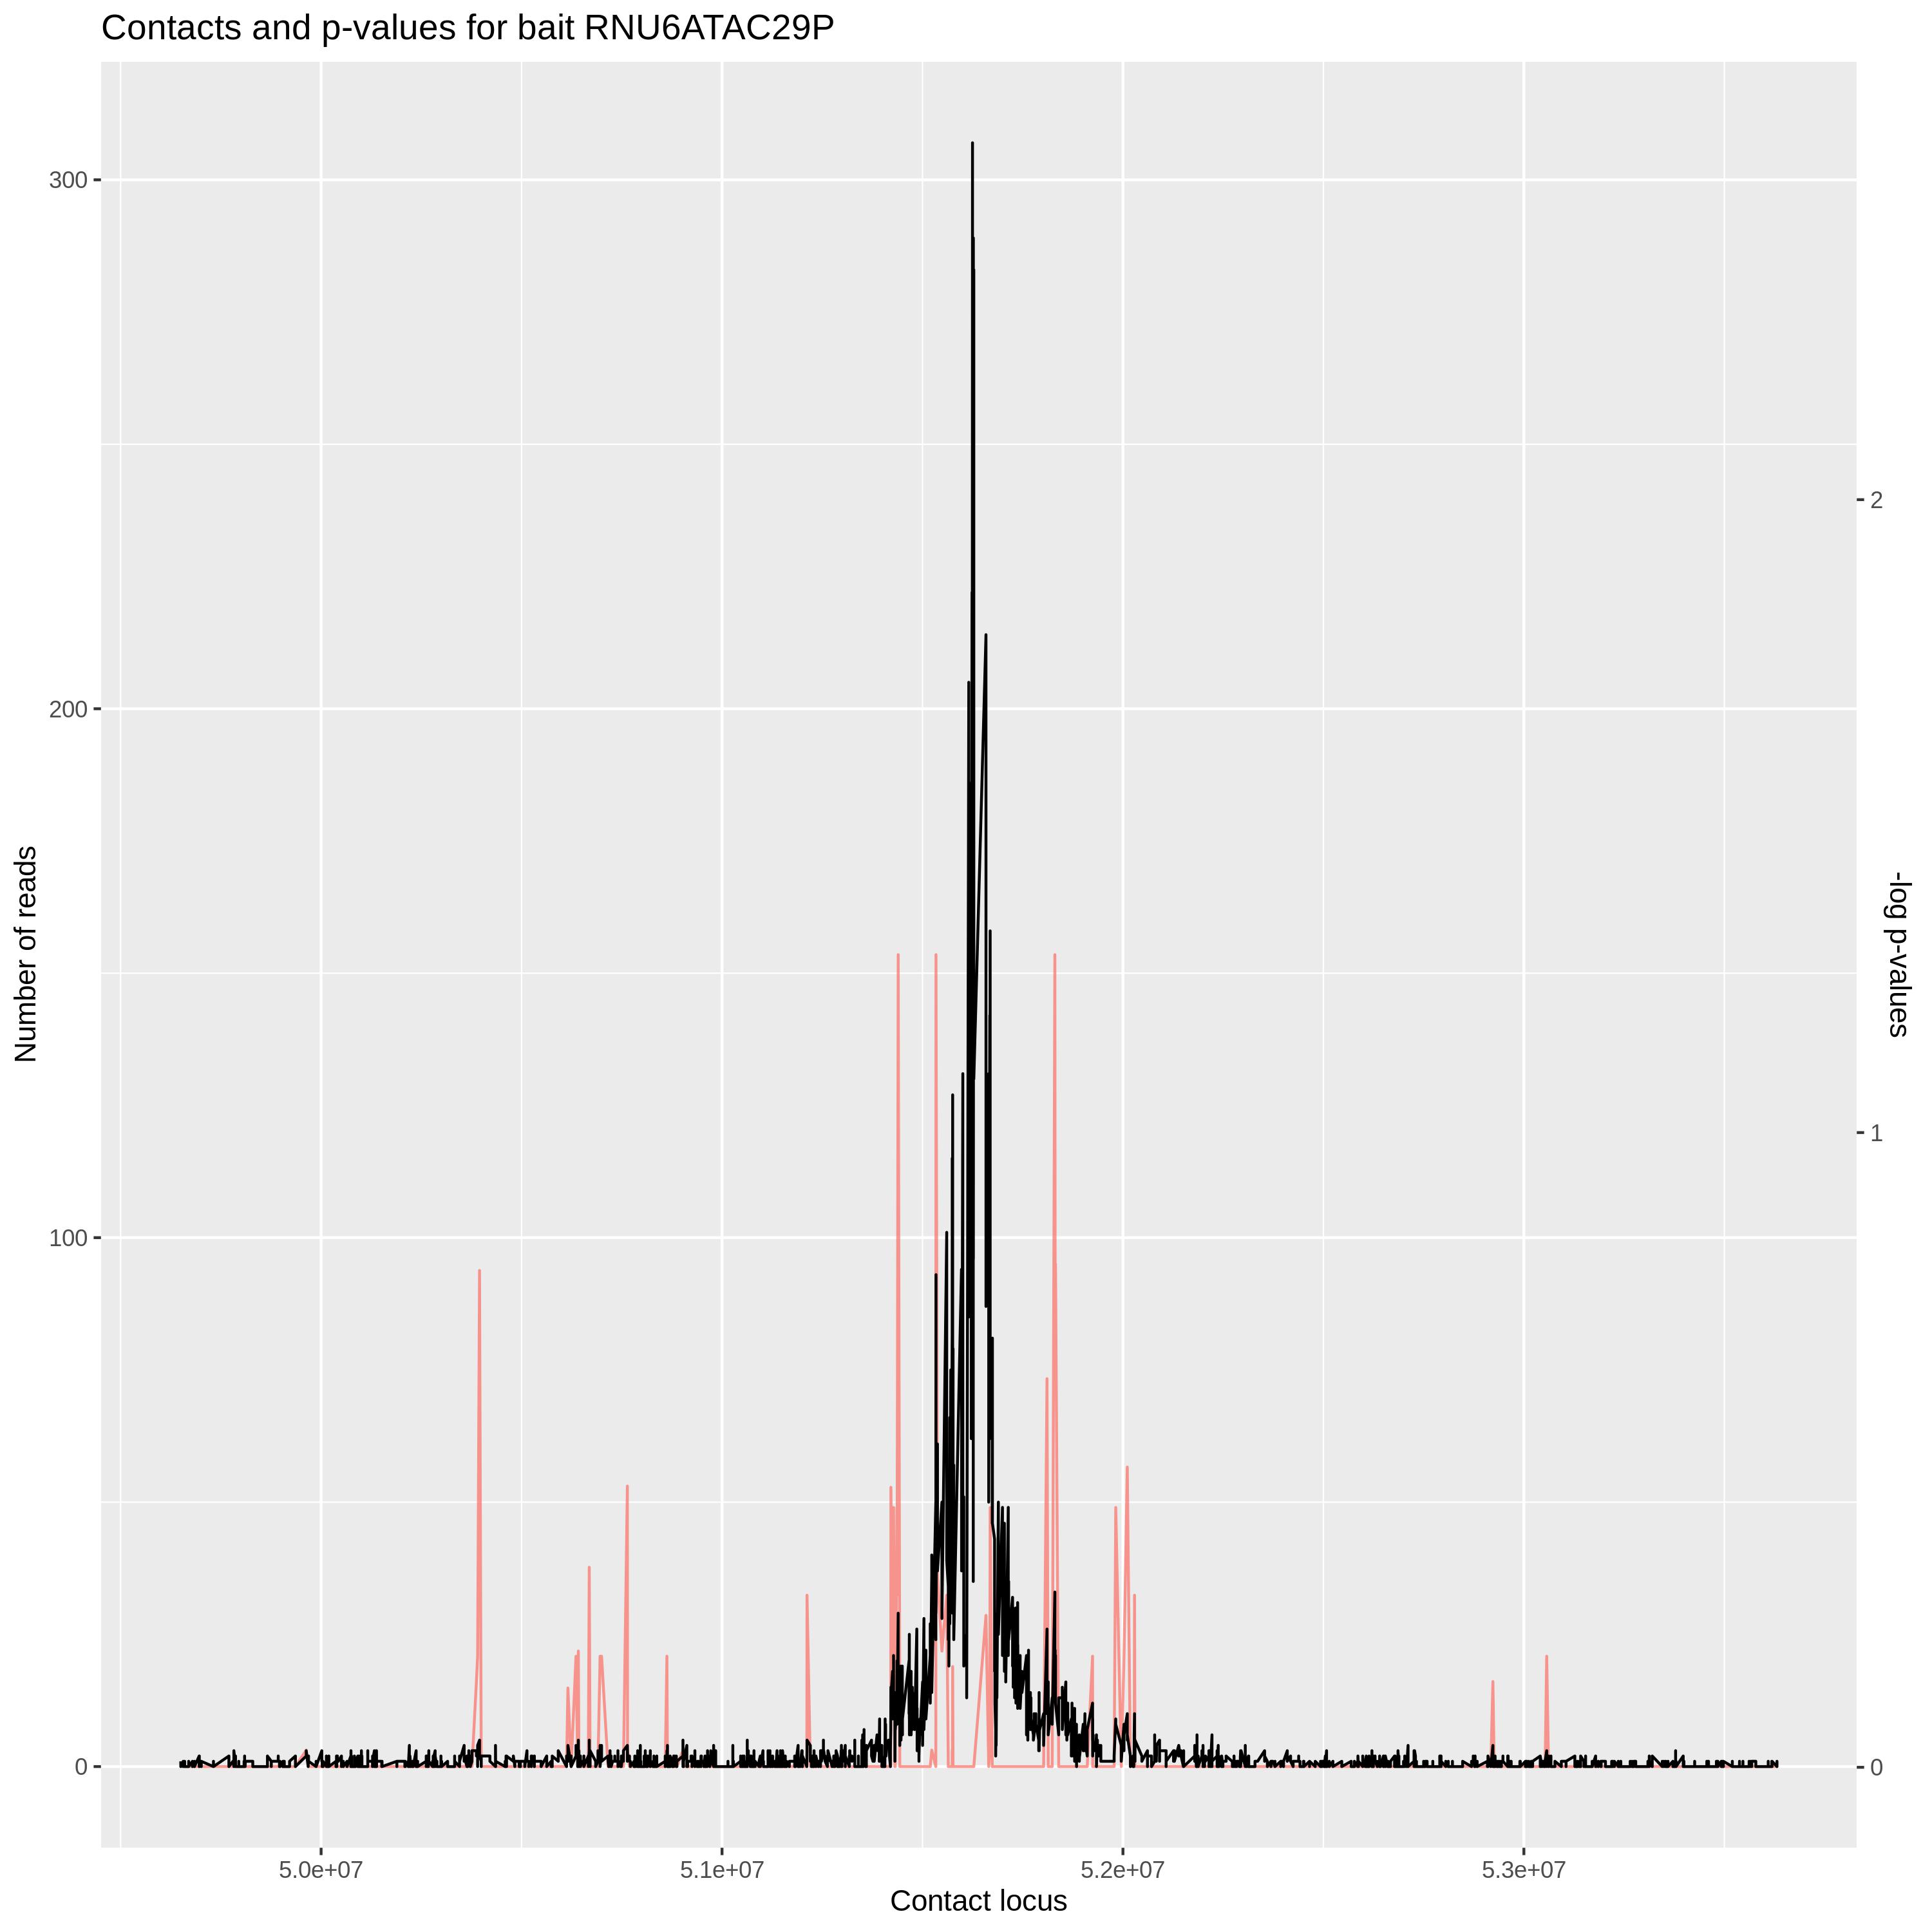 Contacts and p-values for bait RNU6ATAC29P
300
200
100
0
Number of reads
2
1
0
-log p-values
5.0e+07
5.1e+07
5.2e+07
5.3e+07
Contact locus